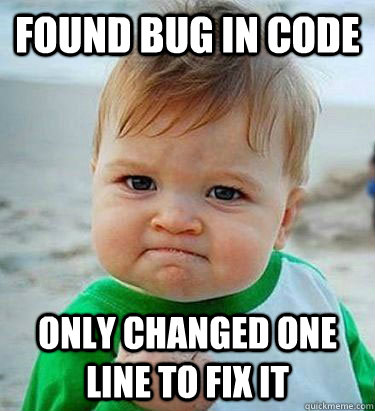 FOUND BUG IN CODE
ONLY CHANGED ONE
LINE TO FIX IT
quickmeme.com